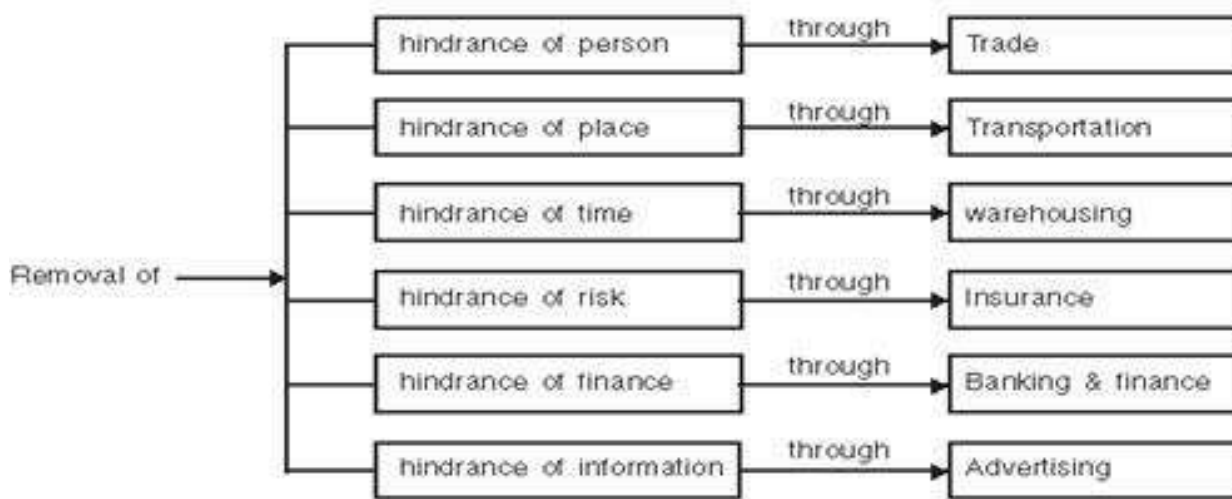 hindrance of person through Trade
hindrance of place through Transportation
hindrance of time through warehousing
Removal of
hindrance of risk through Insurance
hindrance of finance through Banking & finance
hindrance of information through Advertising